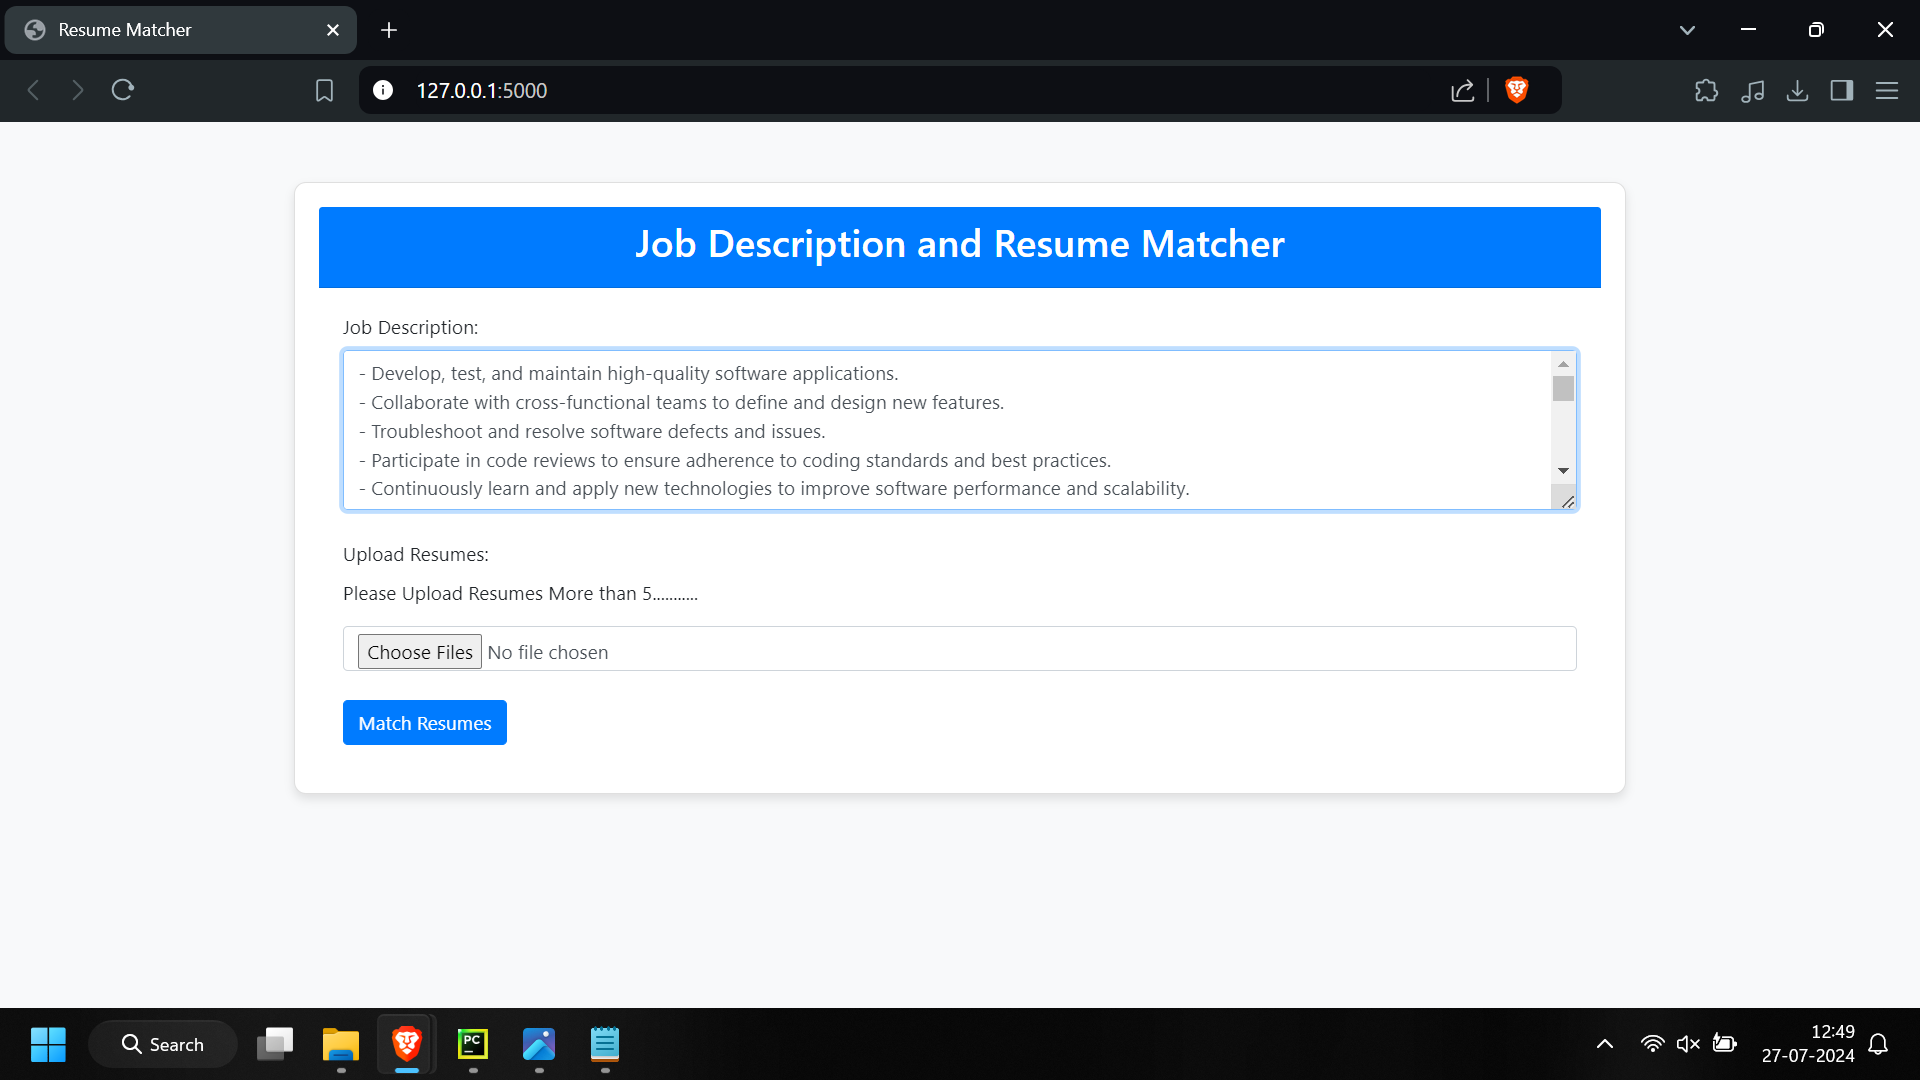 Resume Matcher
127.0.0.1:5000
Job Description and Resume Matcher
Job Description:
- Develop, test, and maintain high-quality software applications.
- Collaborate with cross-functional teams to define and design new features.
- Troubleshoot and resolve software defects and issues.
- Participate in code reviews to ensure adherence to coding standards and best practices.
- Continuously learn and apply new technologies to improve software performance and scalability.
Upload Resumes:
Please Upload Resumes More than 5...........
Choose Files No file chosen
Match Resumes
Search
PC
12:49
27-07-2024